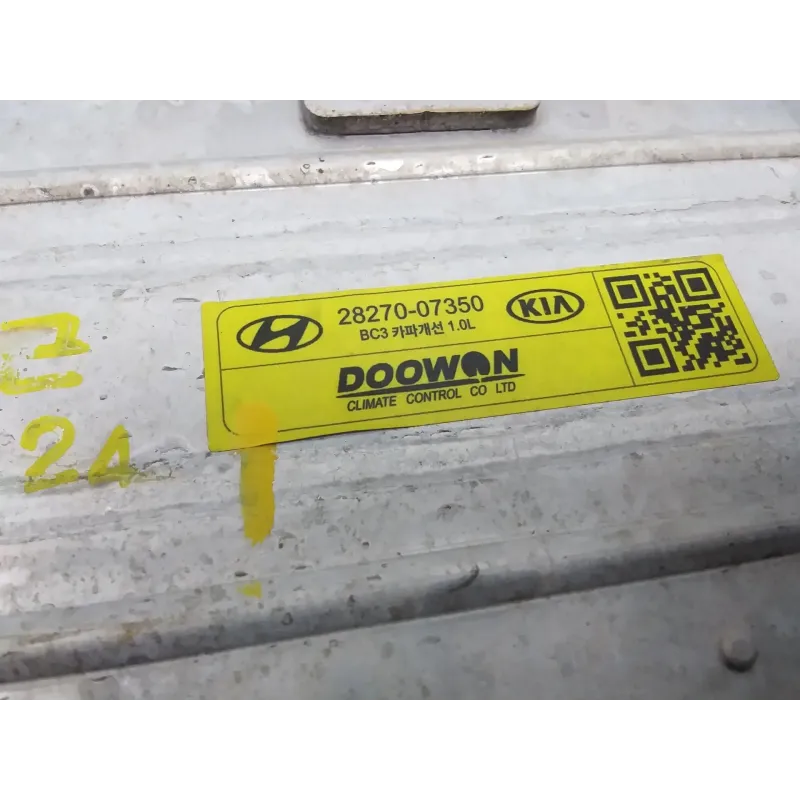 28270-07350
KIA
BC3 카파개선 1.0L
DOOWON
CLIMATE CONTROL CO LTD
24